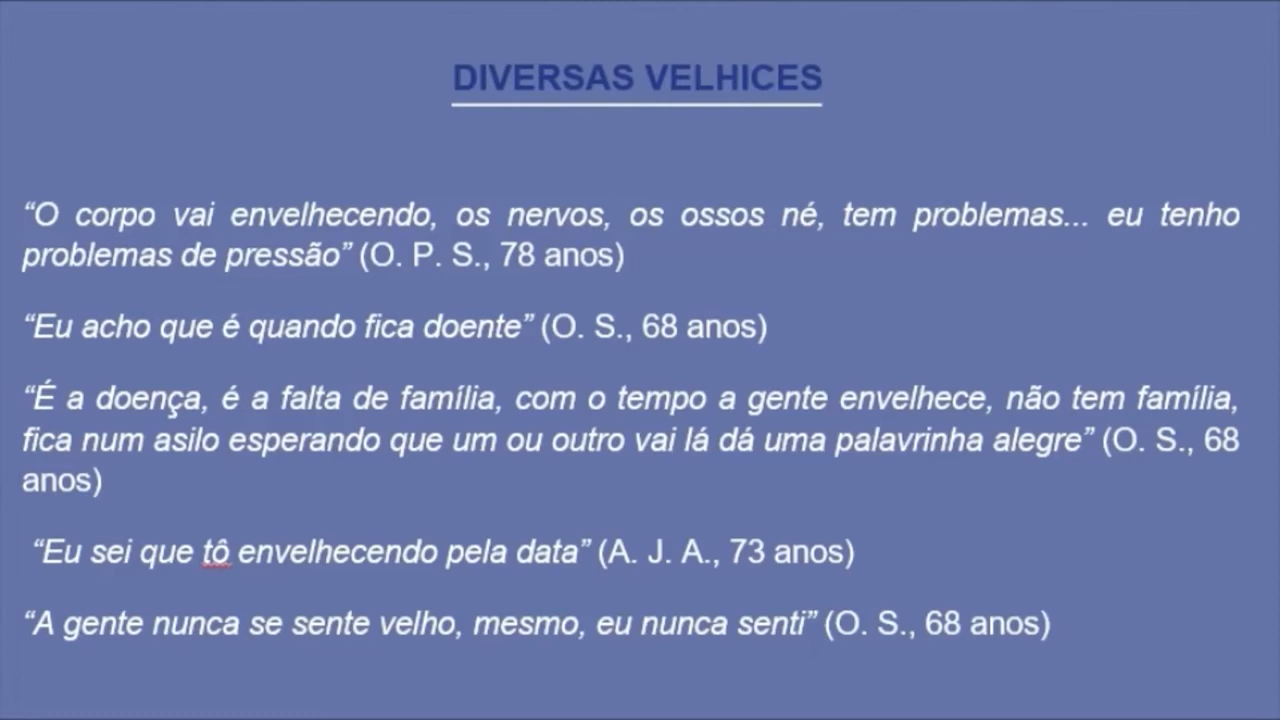 DIVERSAS VELHICES
“O corpo vai envelhecendo, os nervos, os ossos né, tem problemas... eu tenho
problemas de pressão” (O. P. S., 78 anos)
“Eu acho que é quando fica doente” (O. S., 68 anos)
“É a doença, é a falta de família, com o tempo a gente envelhece, não tem família,
fica num asilo esperando que um ou outro vai lá dá uma palavrinha alegre” (O. S., 68
anos)
“Eu sei que tô envelhecendo pela data” (A. J. A., 73 anos)
“A gente nunca se sente velho, mesmo, eu nunca senti” (O. S., 68 anos)